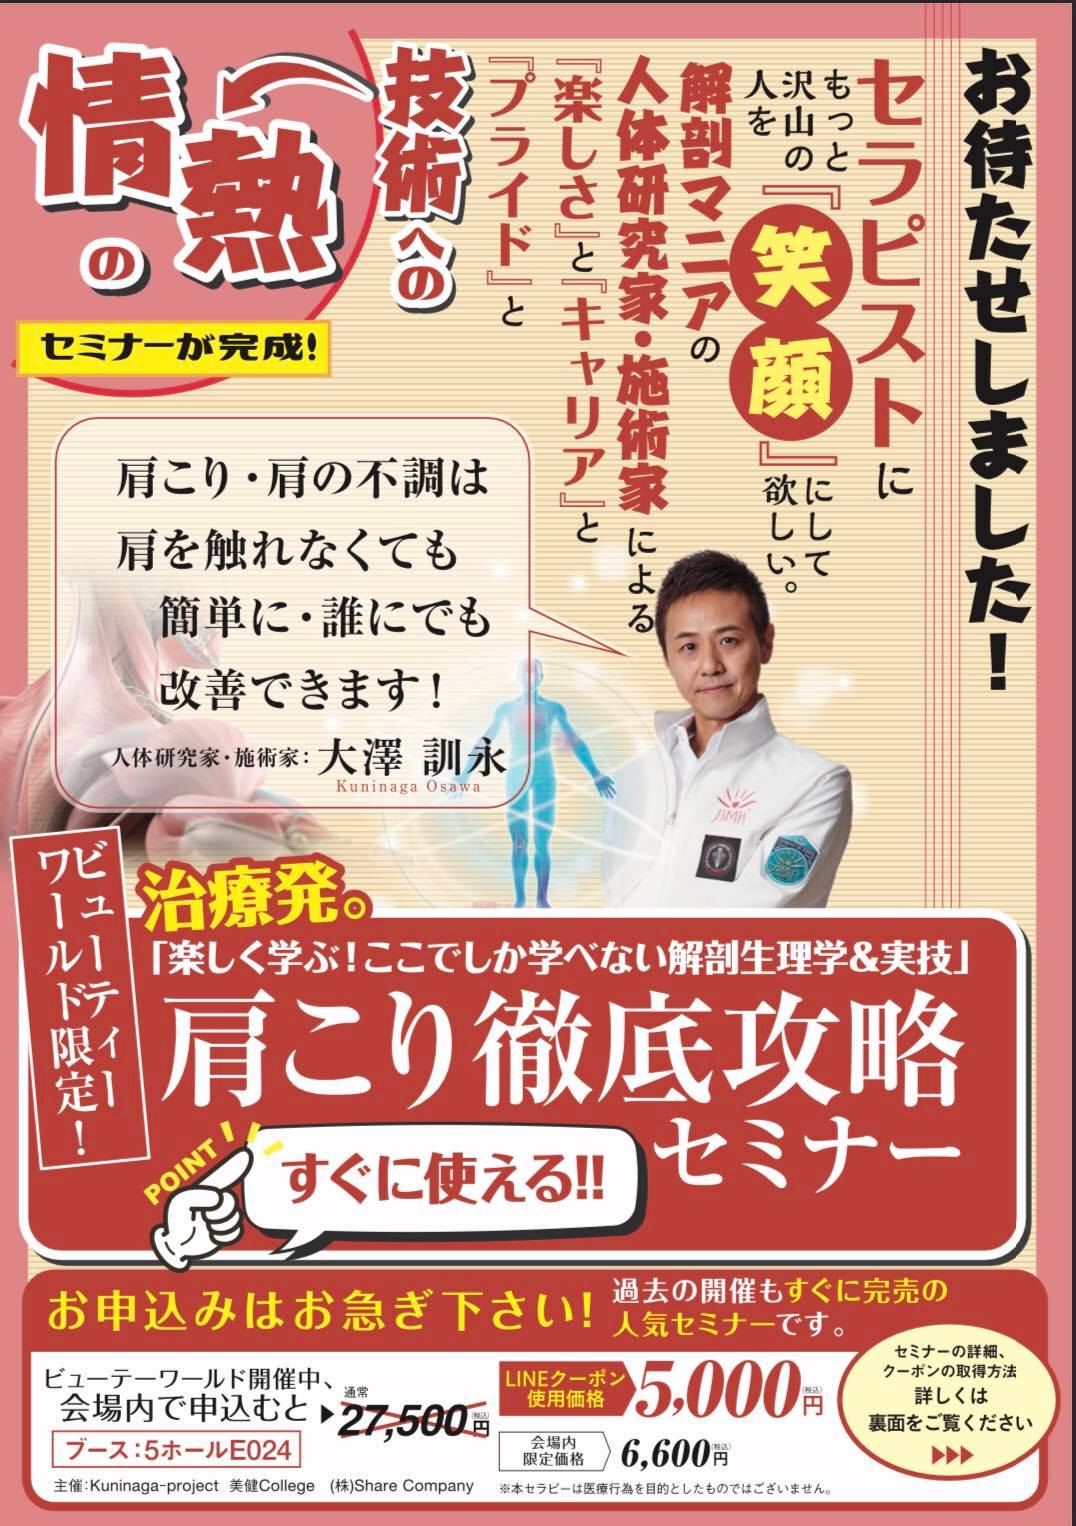 お待たせしました！
セラピストに
もっと
沢山の
人を
『笑顔』
にして
欲しい。
解剖マニアの
人体研究家・施術家による
『楽しさ』と『キャリア』と
『プライド』と
技術への
情熱の
セミナーが完成！
肩こり・肩の不調は
肩を触れなくても
簡単に・誰にでも
改善できます！
人体研究家・施術家：大澤 訓永
Kuninaga Osawa
BMK
ビューティー
ワールド限定！
治療発。
「楽しく学ぶ！ここでしか学べない解剖生理学&実技」
肩こり徹底攻略
セミナー
POINT
すぐに使える!!
お申込みはお急ぎ下さい！
過去の開催もすぐに完売の
人気セミナーです。
ビューテーワールド開催中、
会場内で申込むと▶
ブース：5ホールE024
通常
27,500円(税込)
LINEクーポン
使用価格
5,000円(税込)
会場内
限定価格
6,600円(税込)
セミナーの詳細、
クーポンの取得方法
詳しくは
裏面をご覧ください
▶▶▶
主催：Kuninaga-project 美健College (株)Share Company
※本セラピーは医療行為を目的としたものではございません。